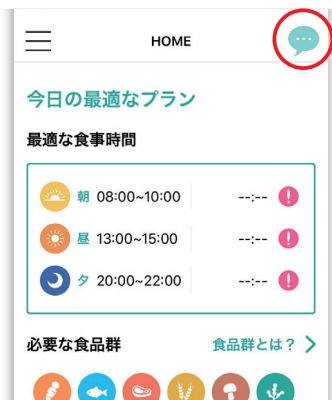 HOME
今日の最適なプラン
最適な食事時間
朝 08:00~10:00 --:--
昼 13:00~15:00 --:--
夕 20:00~22:00 --:--
必要な食品群 食品群とは？